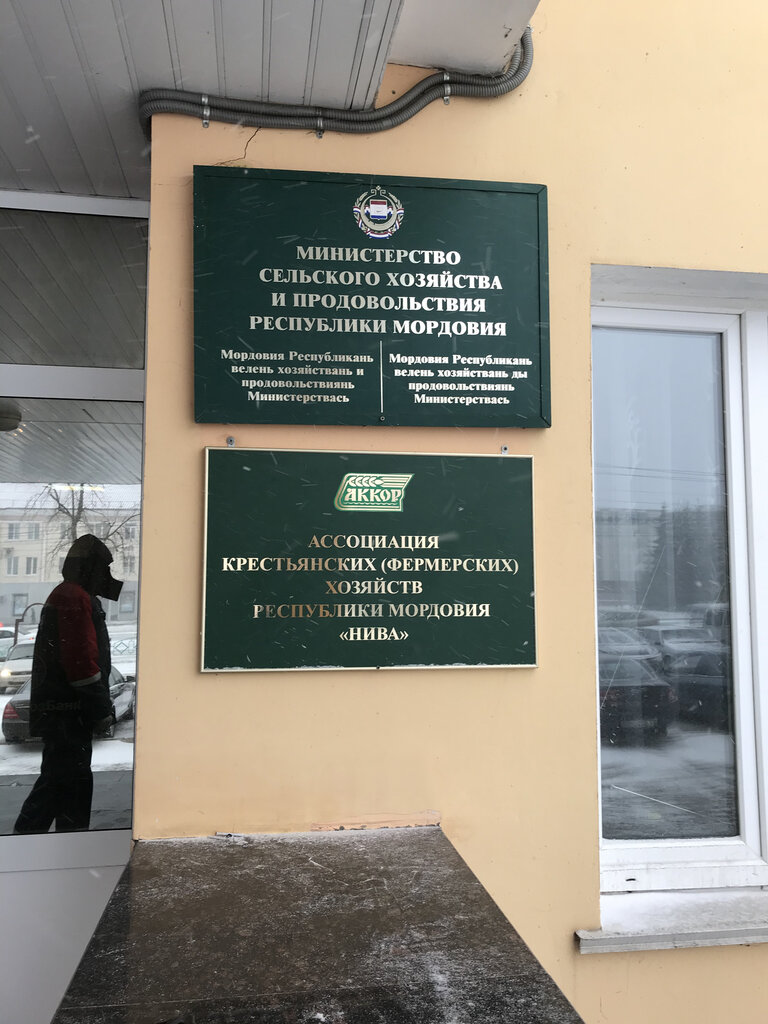 МИНИСТЕРСТВО
СЕЛЬСКОГО ХОЗЯЙСТВА
И ПРОДОВОЛЬСТВИЯ
РЕСПУБЛИКИ МОРДОВИЯ
Мордовия Республикань
велень хозяйствань и
продовольствиянь
Министерствась
Мордовия Республикань
велень хозяйствань ды
продовольствиянь
Министерствась
АККОР
АССОЦИАЦИЯ
КРЕСТЬЯНСКИХ (ФЕРМЕРСКИХ)
ХОЗЯЙСТВ
РЕСПУБЛИКИ МОРДОВИЯ
«НИВА»